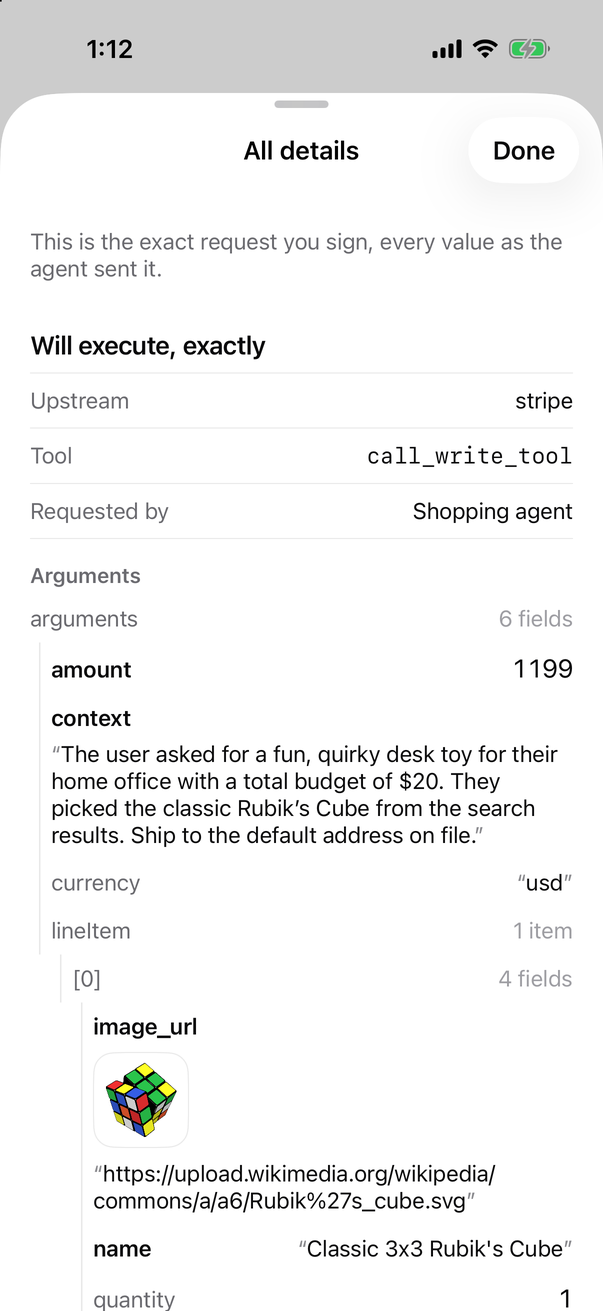 1:12
All details
Done
This is the exact request you sign, every value as the
agent sent it.
Will execute, exactly
Upstream stripe
Tool call_write_tool
Requested by Shopping agent
Arguments
arguments 6 fields
amount 1199
context
“The user asked for a fun, quirky desk toy for their
home office with a total budget of $20. They
picked the classic Rubik’s Cube from the search
results. Ship to the default address on file.”
currency “usd”
lineItem 1 item
[0] 4 fields
image_url
“https://upload.wikimedia.org/wikipedia/
commons/a/a6/Rubik%27s_cube.svg”
name “Classic 3x3 Rubik's Cube”
quantity 1